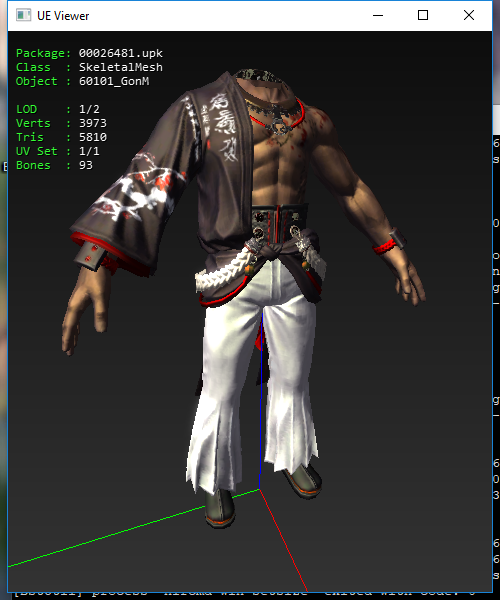 UE Viewer
Package: 00026481.upk
Class : SkeletalMesh
Object : 60101_GonM
LOD : 1/2
Verts : 3973
Tris : 5810
UV Set : 1/1
Bones : 93